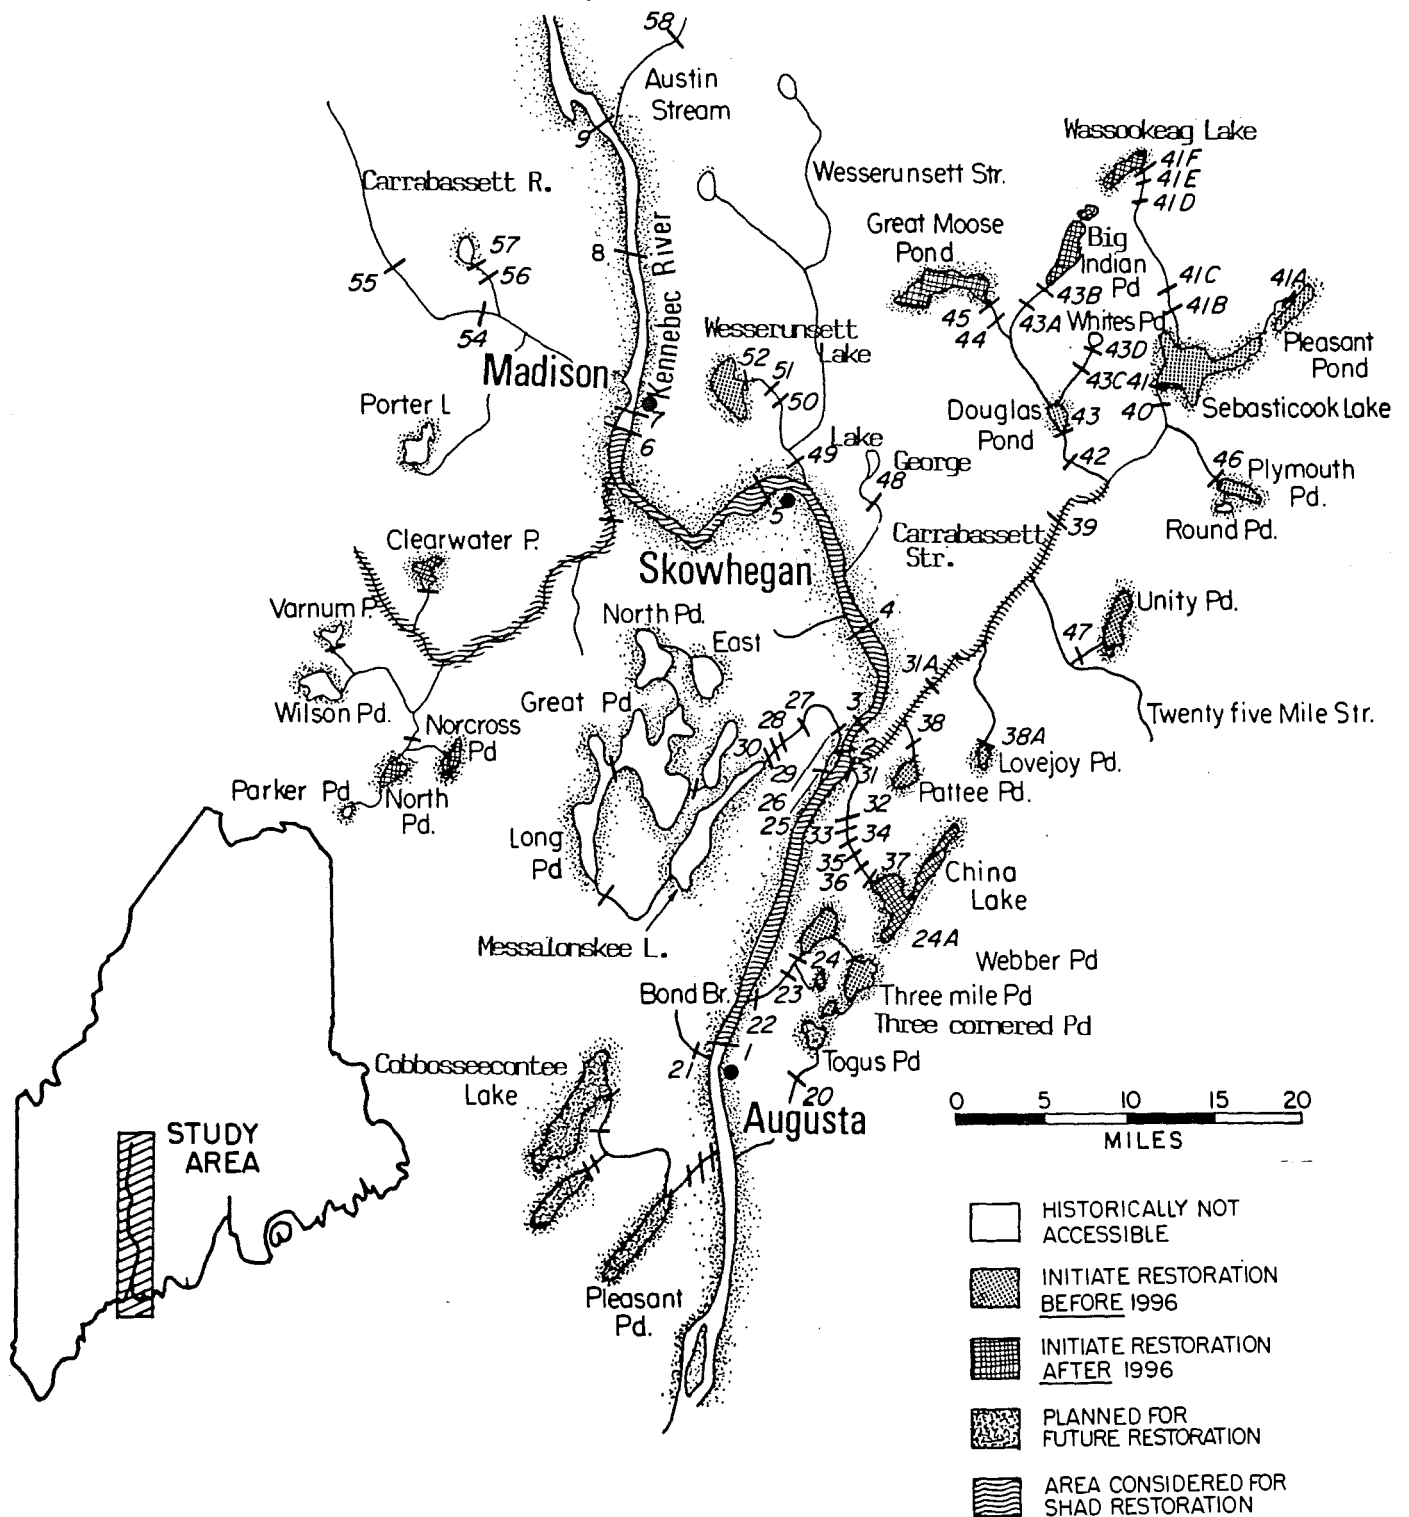 58
Austin
Stream
9
Wassookeag Lake
41F
41E
41D
Carrabassett R.
Wesserunsett Str.
Great Moose
Pond
Big
Indian
Pd
57
56
55
54
8
Kennebec River
41C
41A
41B
43B
43A
45
44
Whites Pd
43D
43C
41
40
Pleasant
Pond
Sebasticook Lake
Wesserunsett
Lake
52
51
50
Madison
7
6
Porter L
Douglas
Pond
43
42
49
Lake
George
48
46
Plymouth
Pd.
Round Pd.
5
39
Carrabassett
Str.
Clearwater P.
Skowhegan
Varnum P.
North Pd.
East
4
Unity Pd.
47
31A
Wilson Pd.
Great Pd
27
28
3
2
30
38
38A
Twenty five Mile Str.
Norcross
Pd
Lovejoy Pd.
29
31
Pattee Pd.
Parker Pd
North
Pd.
26
25
32
33
34
Long
Pd
35
36
37
China
Lake
24A
Messalonskee L.
Webber Pd
24
23
Bond Br.
Three mile Pd
Three cornered Pd
22
1
21
Togus Pd
20
Cobbosseecontee
Lake
Augusta
STUDY
AREA
0 5 10 15 20
MILES
Pleasant
Pd.
HISTORICALLY NOT
ACCESSIBLE
INITIATE RESTORATION
BEFORE 1996
INITIATE RESTORATION
AFTER 1996
PLANNED FOR
FUTURE RESTORATION
AREA CONSIDERED FOR
SHAD RESTORATION